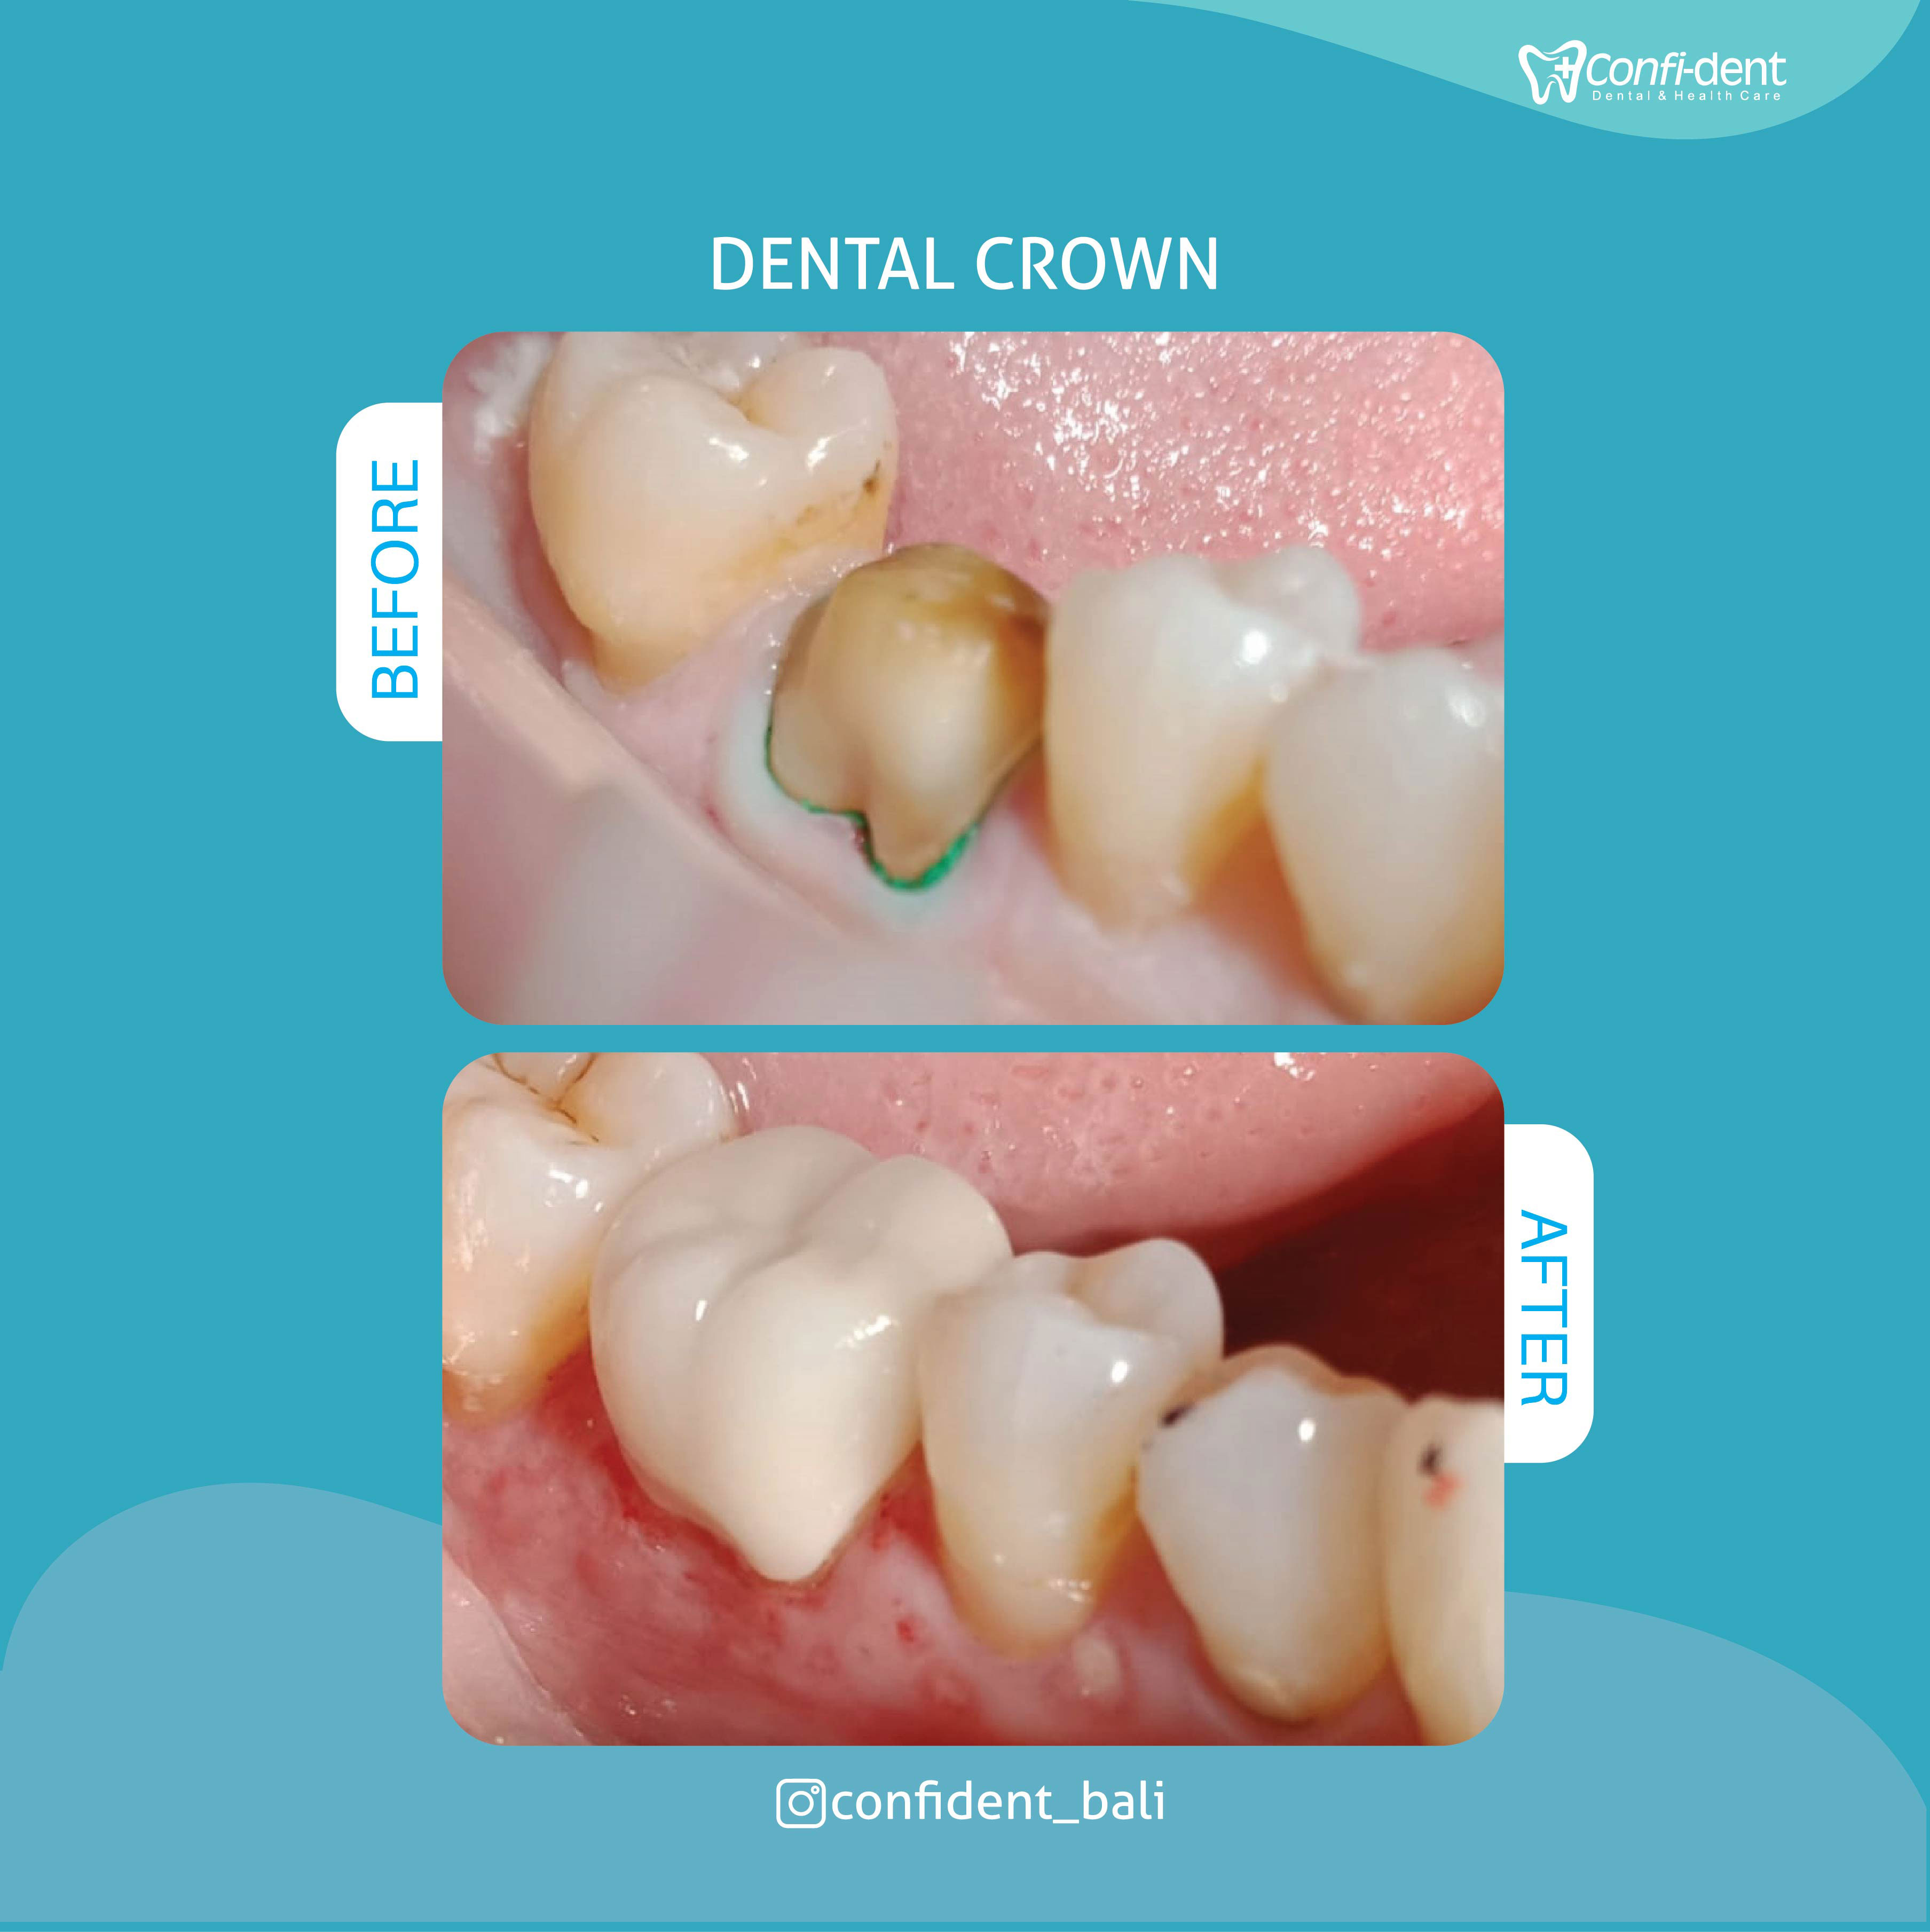 Confi-dent
Dental & Health Care
DENTAL CROWN
BEFORE
AFTER
confident_bali